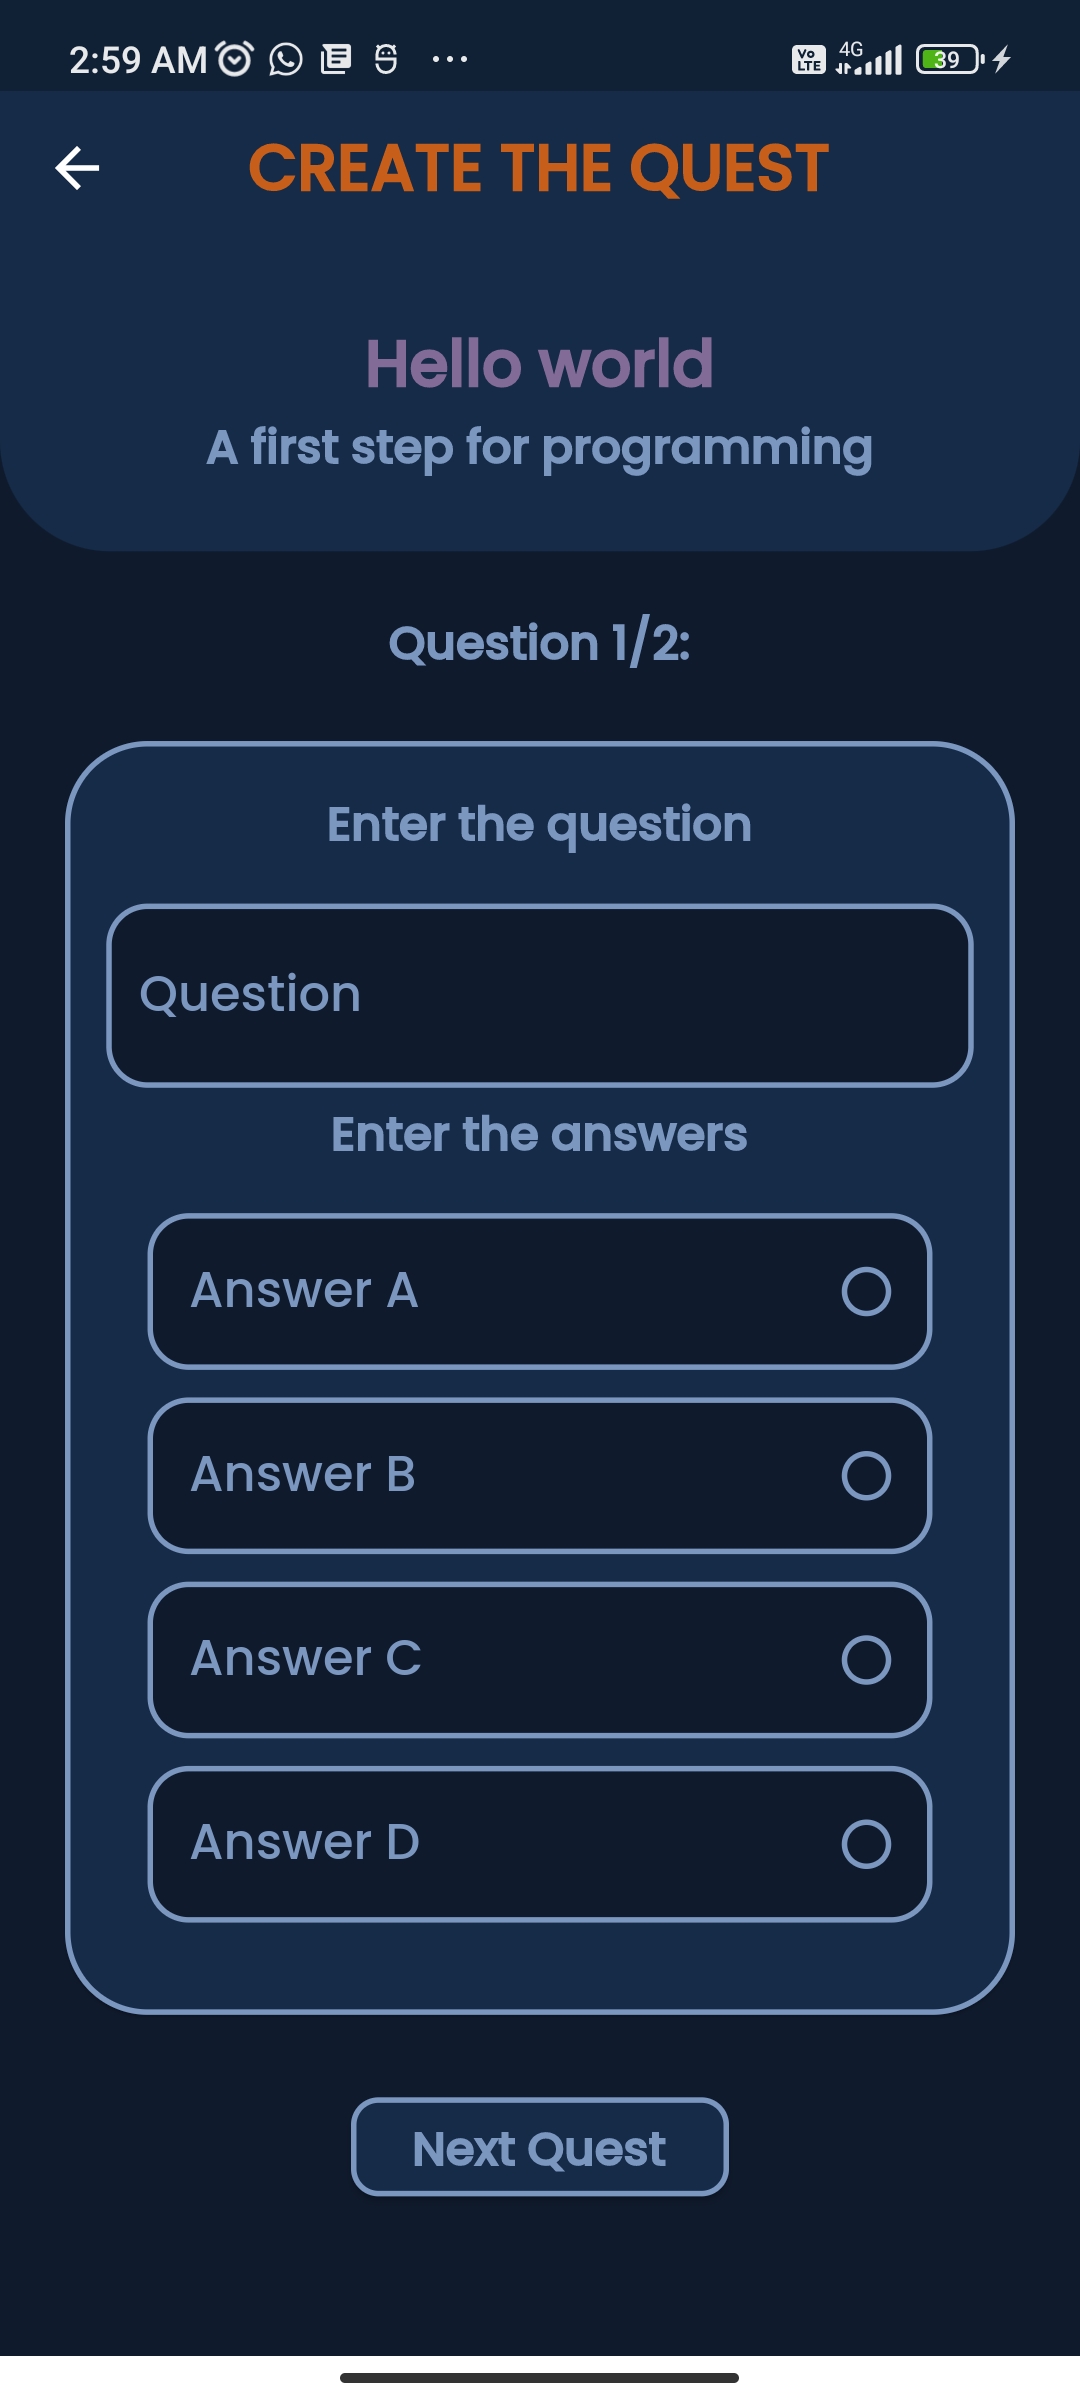 2:59 AM
Vo LTE 4G 39
CREATE THE QUEST
Hello world
A first step for programming
Question 1/2:
Enter the question
Question
Enter the answers
Answer A
Answer B
Answer C
Answer D
Next Quest